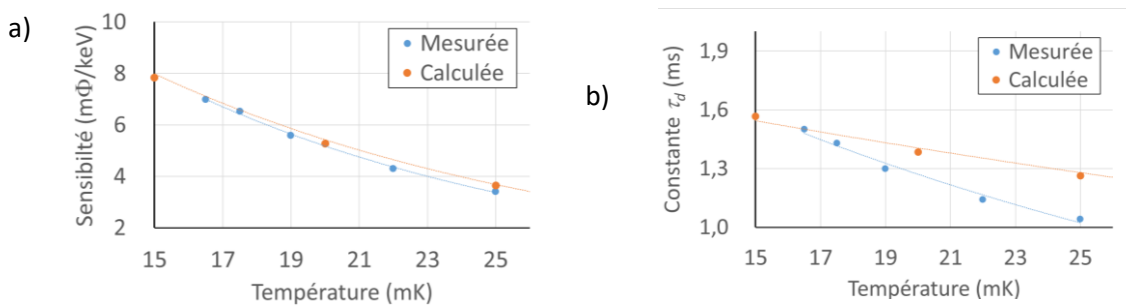 a)
Sensibilté (mΦ/keV)
10
8
6
4
2
Mesurée
Calculée
15 17 19 21 23 25
Température (mK)
b)
Constante τd (ms)
1,9
1,6
1,3
1,0
Mesurée
Calculée
15 17 19 21 23 25
Température (mK)